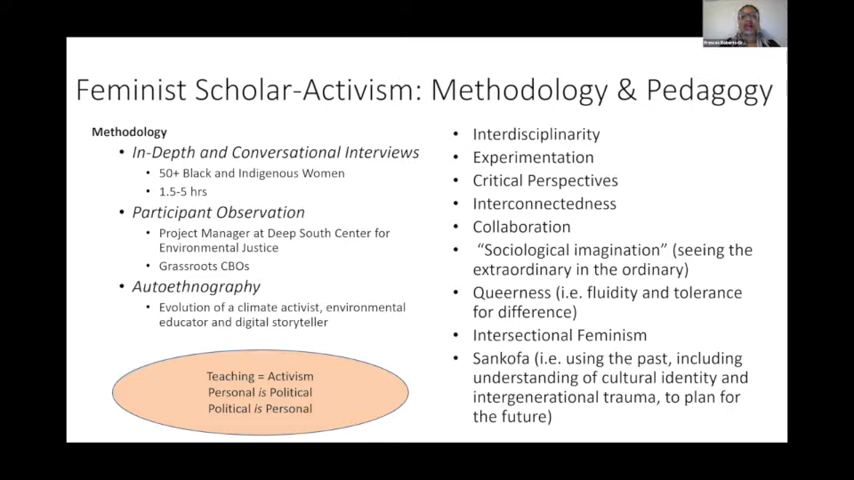 Feminist Scholar-Activism: Methodology & Pedagogy
Methodology
• In-Depth and Conversational Interviews
• 50+ Black and Indigenous Women
• 1.5-5 hrs
• Participant Observation
• Project Manager at Deep South Center for
Environmental Justice
• Grassroots CBOs
• Autoethnography
• Evolution of a climate activist, environmental
educator and digital storyteller
Teaching = Activism
Personal is Political
Political is Personal
• Interdisciplinarity
• Experimentation
• Critical Perspectives
• Interconnectedness
• Collaboration
• “Sociological imagination” (seeing the
extraordinary in the ordinary)
• Queerness (i.e. fluidity and tolerance
for difference)
• Intersectional Feminism
• Sankofa (i.e. using the past, including
understanding of cultural identity and
intergenerational trauma, to plan for
the future)